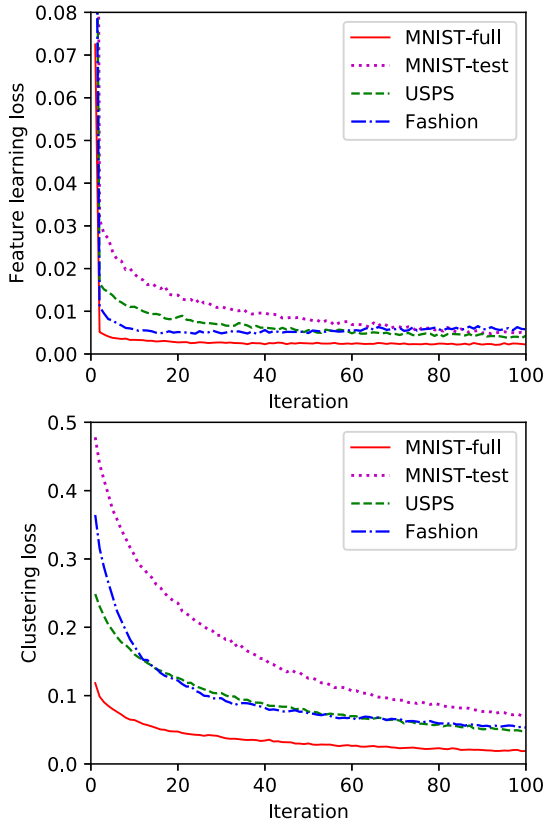 0.08
0.07
0.06
0.05
0.04
0.03
0.02
0.01
0.00
Feature learning loss
MNIST-full
MNIST-test
USPS
Fashion
0 20 40 60 80 100
Iteration
0.5
0.4
0.3
0.2
0.1
0.0
Clustering loss
MNIST-full
MNIST-test
USPS
Fashion
0 20 40 60 80 100
Iteration